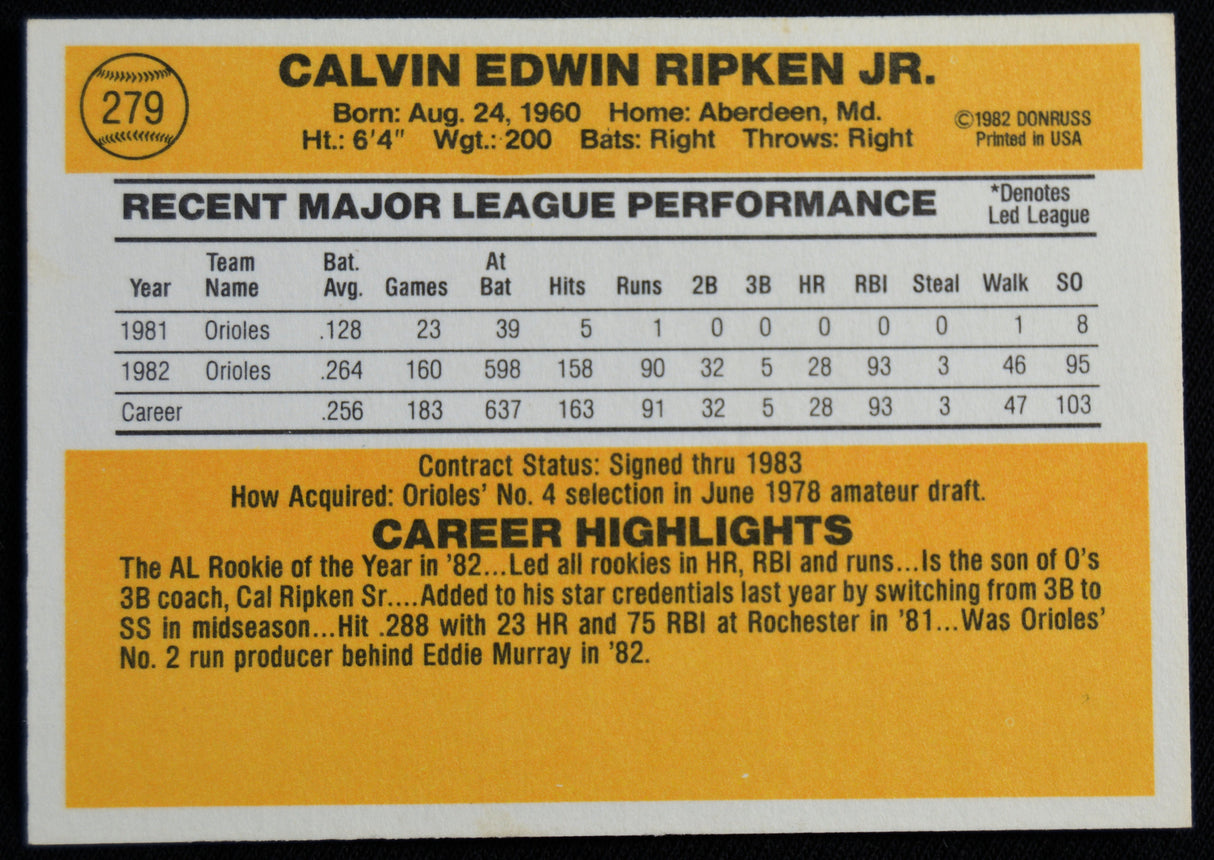 279
CALVIN EDWIN RIPKEN JR.
Born: Aug. 24, 1960 Home: Aberdeen, Md.
Ht.: 6'4" Wgt.: 200 Bats: Right Throws: Right
©1982 DONRUSS
Printed in USA
RECENT MAJOR LEAGUE PERFORMANCE
*Denotes
Led League
Year Team Name Bat. Avg. Games At Bat Hits Runs 2B 3B HR RBI Steal Walk SO
1981 Orioles .128 23 39 5 1 0 0 0 0 0 1 8
1982 Orioles .264 160 598 158 90 32 5 28 93 3 46 95
Career .256 183 637 163 91 32 5 28 93 3 47 103
Contract Status: Signed thru 1983
How Acquired: Orioles' No. 4 selection in June 1978 amateur draft.
CAREER HIGHLIGHTS
The AL Rookie of the Year in '82...Led all rookies in HR, RBI and runs...Is the son of O's
3B coach, Cal Ripken Sr....Added to his star credentials last year by switching from 3B to
SS in midseason...Hit .288 with 23 HR and 75 RBI at Rochester in '81...Was Orioles'
No. 2 run producer behind Eddie Murray in '82.